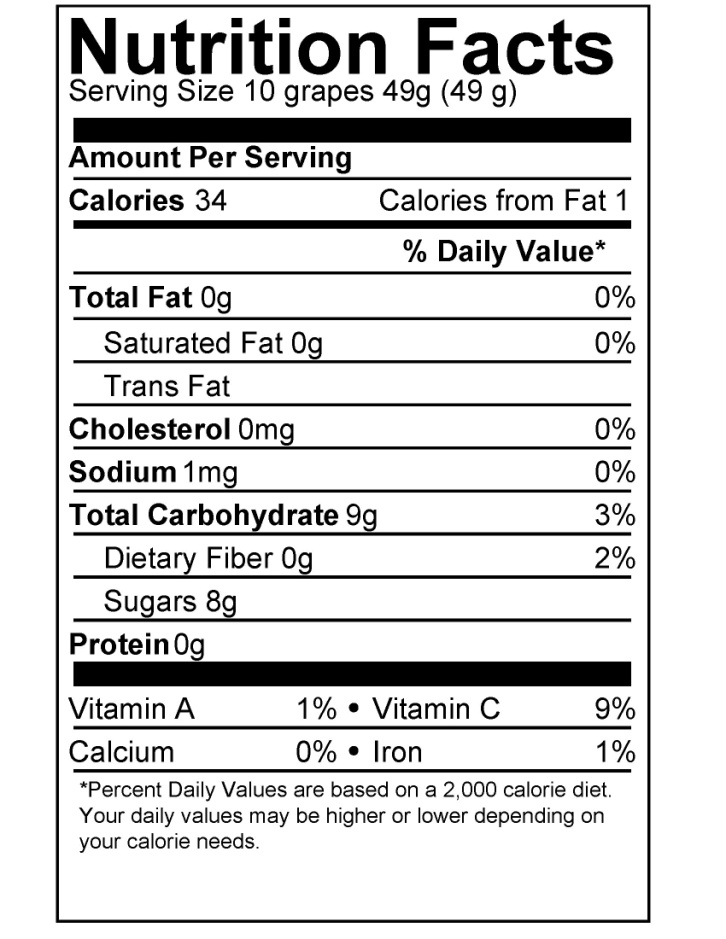 Nutrition Facts
Serving Size 10 grapes 49g (49 g)
Amount Per Serving
Calories 34 Calories from Fat 1
% Daily Value*
Total Fat 0g 0%
Saturated Fat 0g 0%
Trans Fat
Cholesterol 0mg 0%
Sodium 1mg 0%
Total Carbohydrate 9g 3%
Dietary Fiber 0g 2%
Sugars 8g
Protein 0g
Vitamin A 1% • Vitamin C 9%
Calcium 0% • Iron 1%
*Percent Daily Values are based on a 2,000 calorie diet.
Your daily values may be higher or lower depending on
your calorie needs.